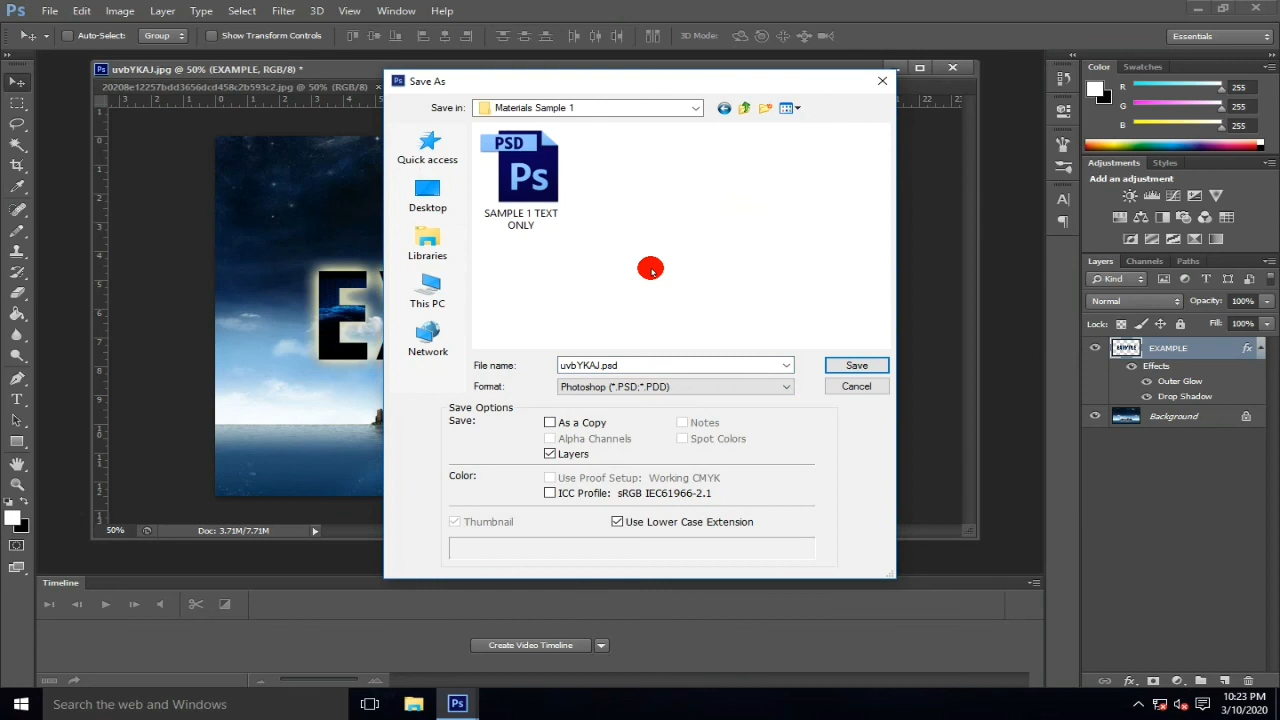 Ps File Edit Image Layer Type Select Filter 3D View Window Help
Auto-Select: Group Show Transform Controls 3D Mode: Essentials
uvbYKAJ.jpg @ 50% (EXAMPLE, RGB/8) *
20208ef2257bdd3656dcd458c2b593c2.jpg @ 50% (RGB/8) *
Save As
Save in: Materials Sample 1
Quick access
Desktop
Libraries
This PC
Network
PSD
Ps
SAMPLE 1 TEXT
ONLY
File name: uvbYKAJ.psd Save
Format: Photoshop (*.PSD;*.PDD) Cancel
Save Options
Save: As a Copy Notes
Alpha Channels Spot Colors
Layers
Color: Use Proof Setup: Working CMYK
ICC Profile: sRGB IEC61966-2.1
Thumbnail Use Lower Case Extension
E
50% Doc: 3.71M/7.71M
Timeline
Create Video Timeline
Color Swatches
R 255
G 255
B 255
Adjustments Styles
Add an adjustment
Layers Channels Paths
Kind
Normal Opacity: 100%
Lock: Fill: 100%
EXAMPLE fx
Effects
Outer Glow
Drop Shadow
Background
Search the web and Windows
Ps
10:23 PM
3/10/2020